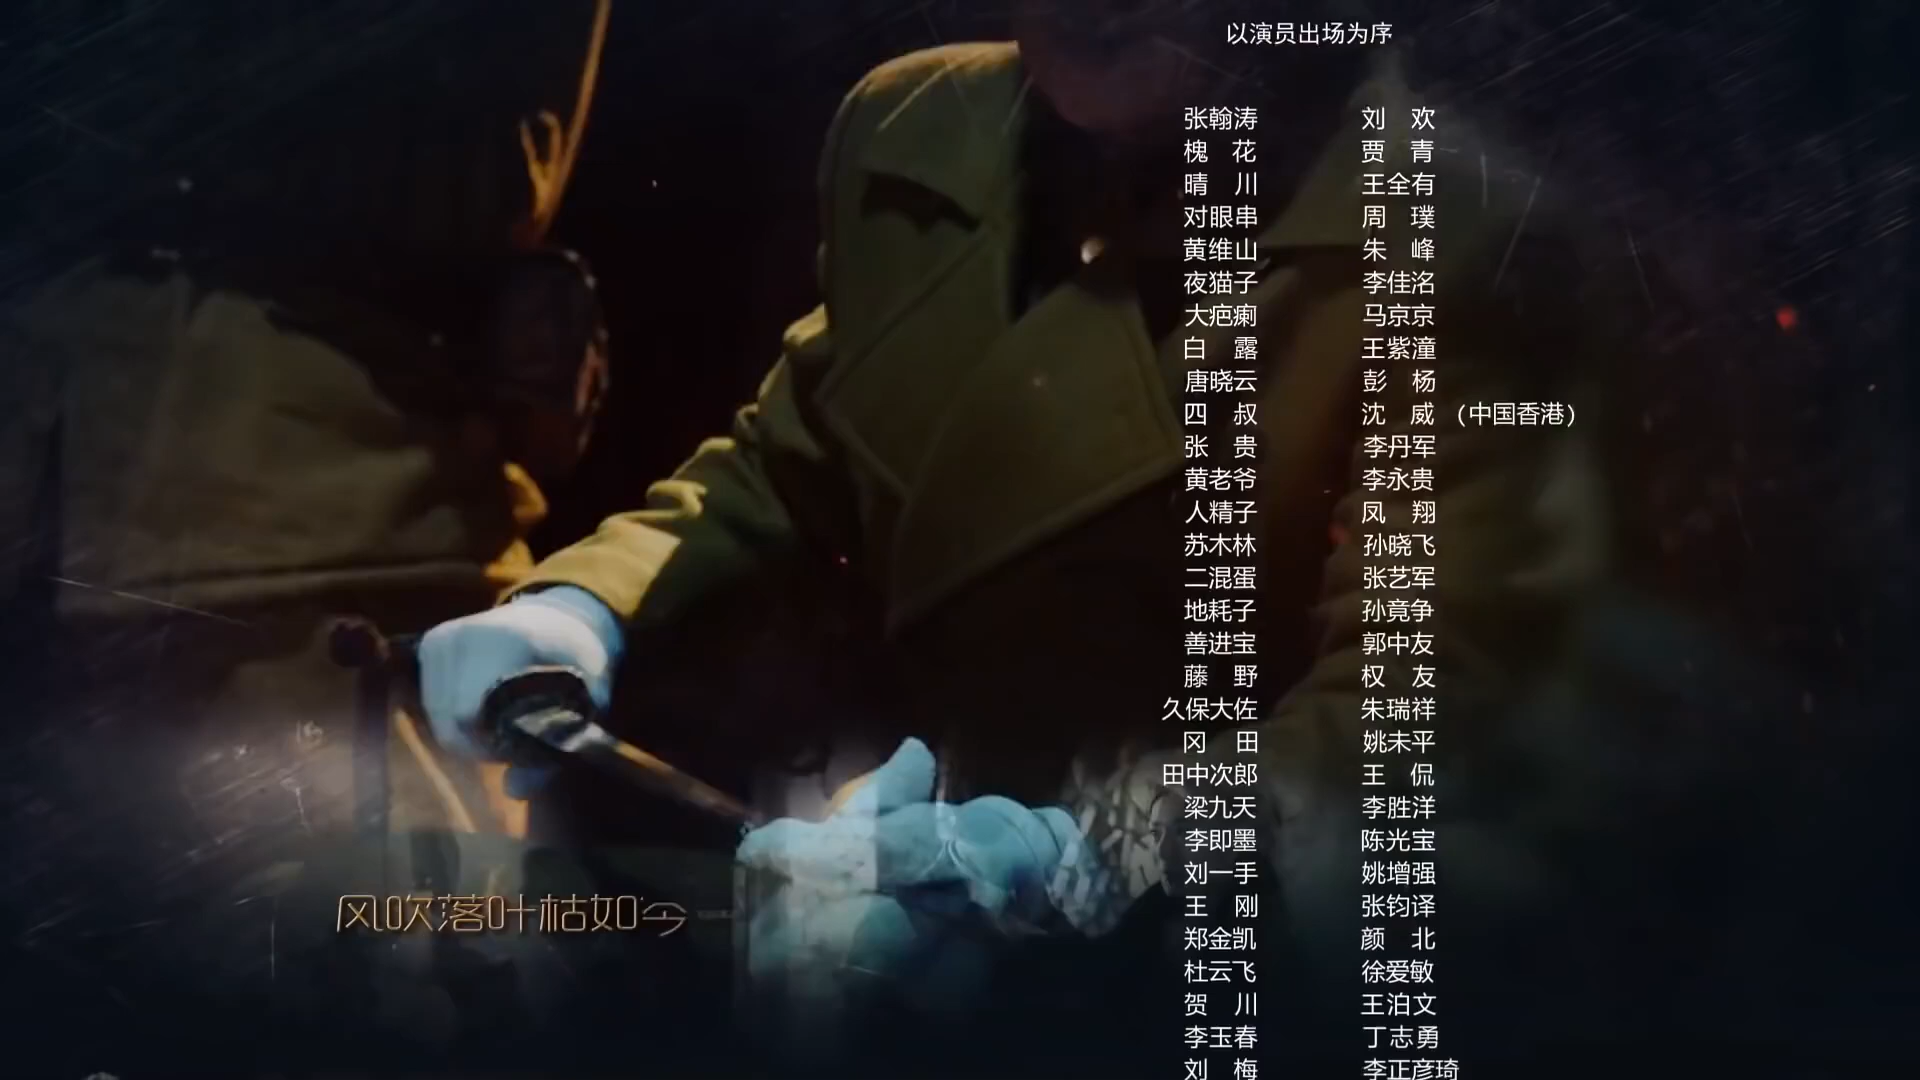 以演员出场为序
张翰涛 刘欢
槐花 贾青
晴川 王全有
对眼串 周璞
黄维山 朱峰
夜猫子 李佳洺
大疤瘌 马京京
白露 王紫潼
唐晓云 彭杨
四叔 沈威 (中国香港)
张贵 李丹军
黄老爷 李永贵
人精子 凤翔
苏木林 孙晓飞
二混蛋 张艺军
地耗子 孙竟争
善进宝 郭中友
藤野 权友
久保大佐 朱瑞祥
冈田 姚未平
田中次郎 王侃
梁九天 李胜洋
李即墨 陈光宝
刘一手 姚增强
王刚 张钧译
郑金凯 颜北
杜云飞 徐爱敏
贺川 王泊文
李玉春 丁志勇
刘梅 李正彦琦
风吹落叶枯如今一